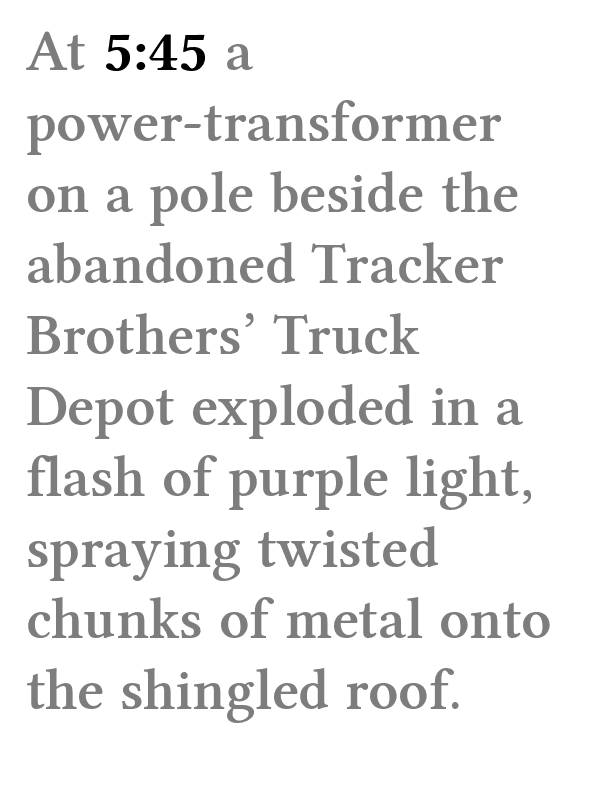 At 5:45 a
power-transformer
on a pole beside the
abandoned Tracker
Brothers’ Truck
Depot exploded in a
flash of purple light,
spraying twisted
chunks of metal onto
the shingled roof.